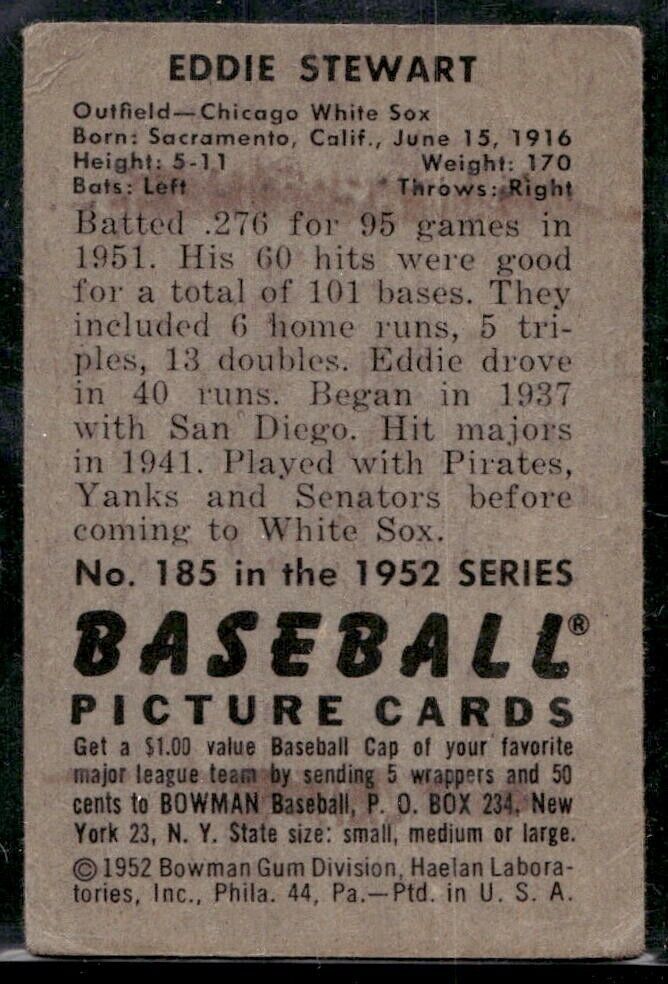 EDDIE STEWART
Outfield—Chicago White Sox
Born: Sacramento, Calif., June 15, 1916
Height: 5-11 Weight: 170
Bats: Left Throws: Right
Batted .276 for 95 games in
1951. His 60 hits were good
for a total of 101 bases. They
included 6 home runs, 5 tri-
ples, 13 doubles. Eddie drove
in 40 runs. Began in 1937
with San Diego. Hit majors
in 1941. Played with Pirates,
Yanks and Senators before
coming to White Sox.
No. 185 in the 1952 SERIES
BASEBALL®
PICTURE CARDS
Get a $1.00 value Baseball Cap of your favorite
major league team by sending 5 wrappers and 50
cents to BOWMAN Baseball, P. O. BOX 234, New
York 23, N. Y. State size: small, medium or large.
©1952 Bowman Gum Division, Haelan Labora-
tories, Inc., Phila. 44, Pa.—Ptd. in U. S. A.